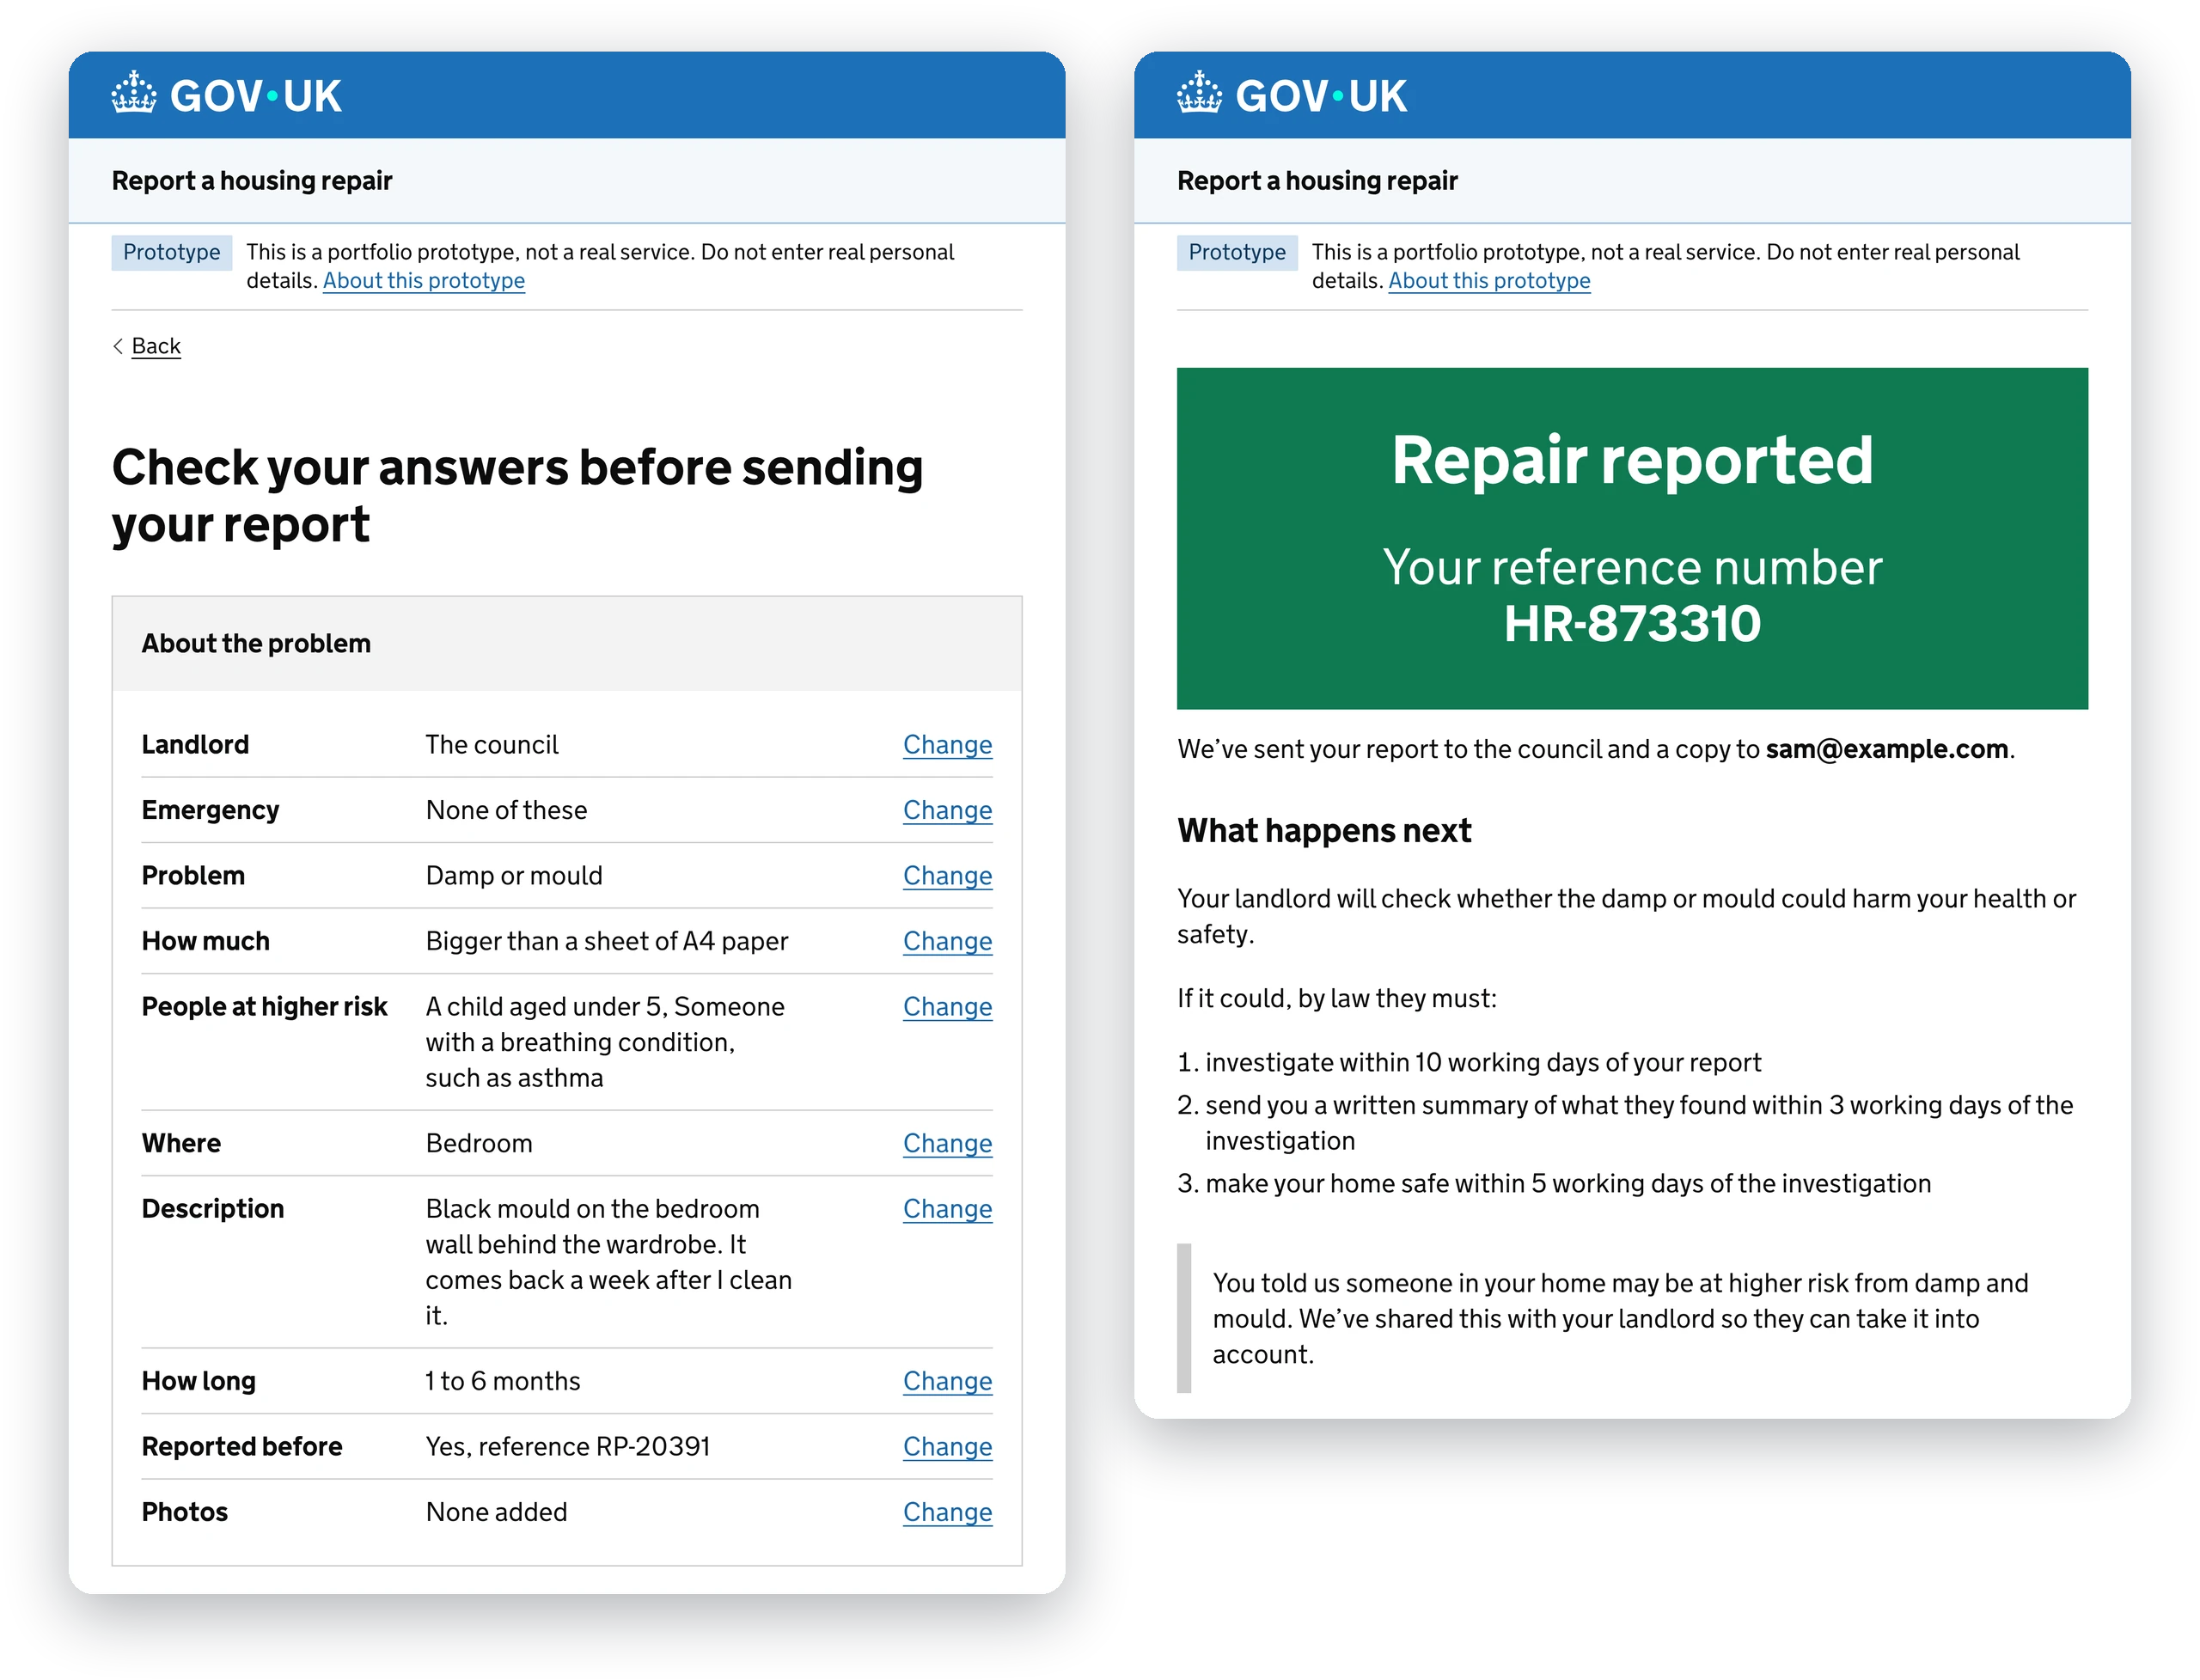 GOV·UK
Report a housing repair
Prototype
This is a portfolio prototype, not a real service. Do not enter real personal
details. About this prototype
Back
Check your answers before sending
your report
About the problem
Landlord The council Change
Emergency None of these Change
Problem Damp or mould Change
How much Bigger than a sheet of A4 paper Change
People at higher risk A child aged under 5, Someone Change
with a breathing condition,
such as asthma
Where Bedroom Change
Description Black mould on the bedroom Change
wall behind the wardrobe. It
comes back a week after I clean
it.
How long 1 to 6 months Change
Reported before Yes, reference RP-20391 Change
Photos None added Change
GOV·UK
Report a housing repair
Prototype
This is a portfolio prototype, not a real service. Do not enter real personal
details. About this prototype
Repair reported
Your reference number
HR-873310
We’ve sent your report to the council and a copy to sam@example.com.
What happens next
Your landlord will check whether the damp or mould could harm your health or
safety.
If it could, by law they must:
1. investigate within 10 working days of your report
2. send you a written summary of what they found within 3 working days of the
investigation
3. make your home safe within 5 working days of the investigation
You told us someone in your home may be at higher risk from damp and
mould. We’ve shared this with your landlord so they can take it into
account.